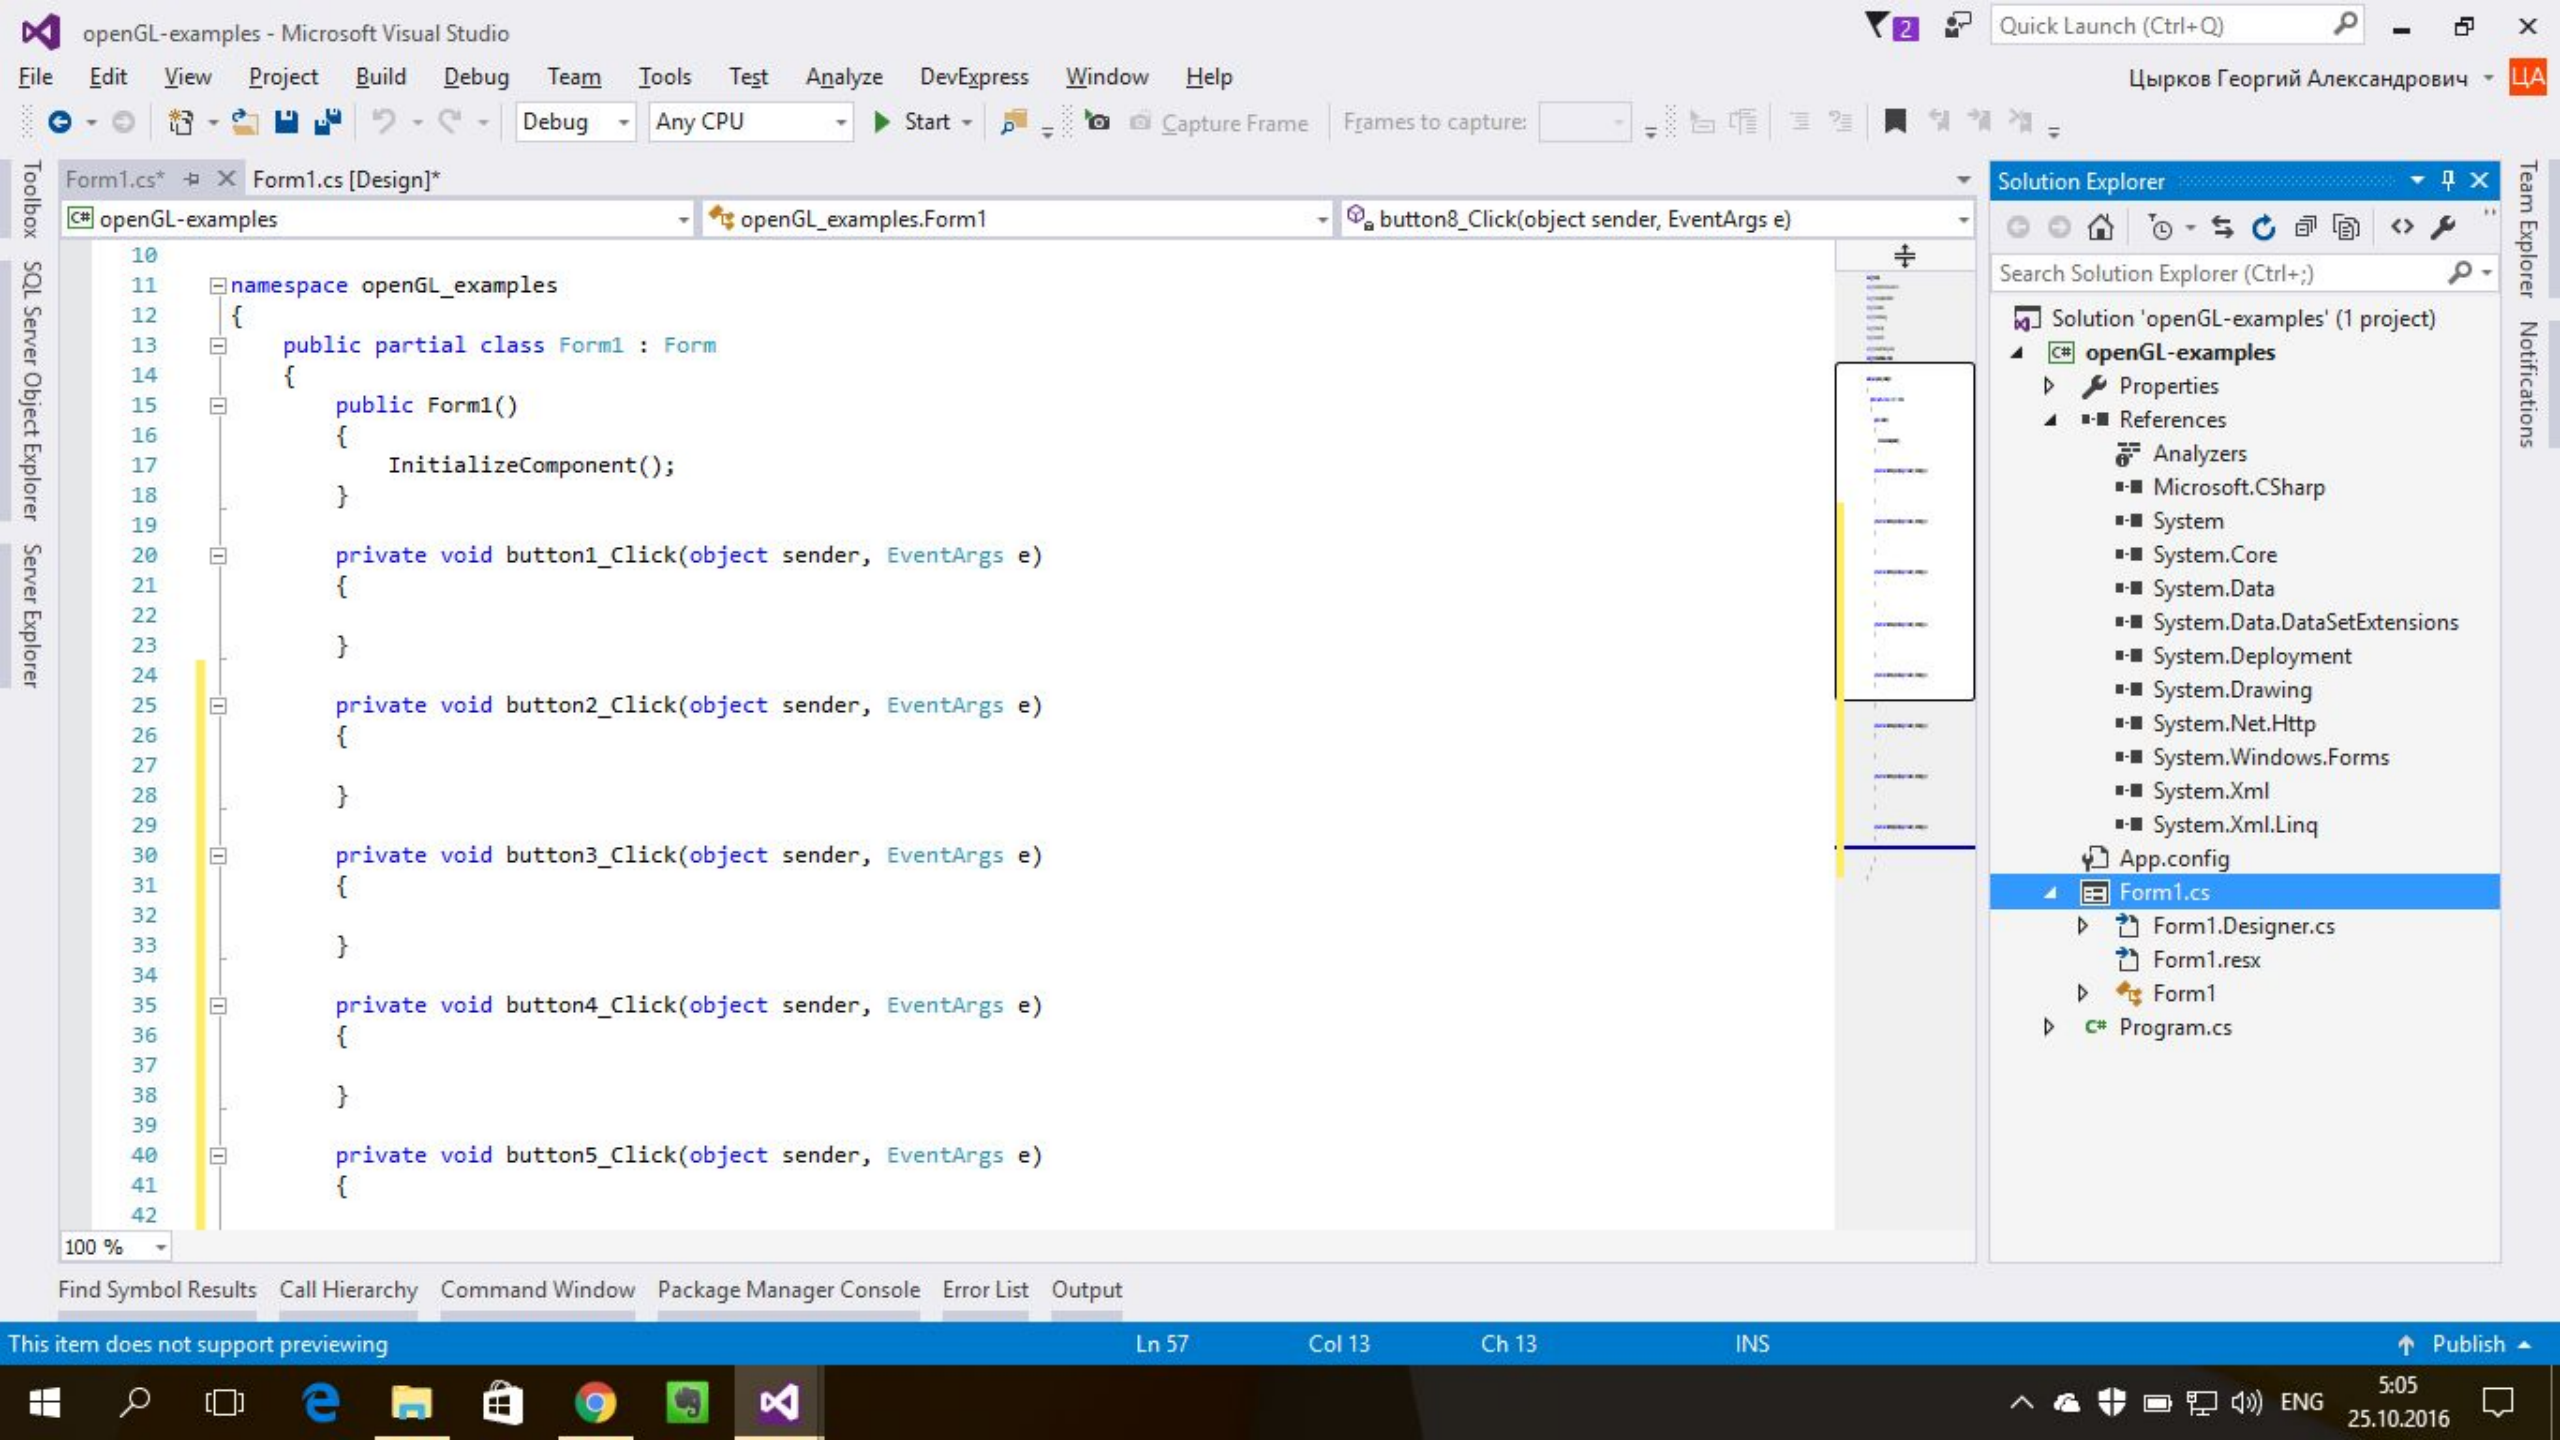 openGL-examples - Microsoft Visual Studio
2
Quick Launch (Ctrl+Q)
File Edit View Project Build Debug Team Tools Test Analyze DevExpress Window Help
Цырков Георгий Александрович
ЦА
Debug Any CPU Start Capture Frame Frames to capture:
Toolbox
SQL Server Object Explorer
Server Explorer
Form1.cs* Form1.cs [Design]*
C# openGL-examples openGL_examples.Form1 button8_Click(object sender, EventArgs e)
10
11 namespace openGL_examples
12 {
13 public partial class Form1 : Form
14 {
15 public Form1()
16 {
17 InitializeComponent();
18 }
19
20 private void button1_Click(object sender, EventArgs e)
21 {
22
23 }
24
25 private void button2_Click(object sender, EventArgs e)
26 {
27
28 }
29
30 private void button3_Click(object sender, EventArgs e)
31 {
32
33 }
34
35 private void button4_Click(object sender, EventArgs e)
36 {
37
38 }
39
40 private void button5_Click(object sender, EventArgs e)
41 {
42
100 %
Solution Explorer
Search Solution Explorer (Ctrl+;)
Solution 'openGL-examples' (1 project)
C# openGL-examples
Properties
References
Analyzers
Microsoft.CSharp
System
System.Core
System.Data
System.Data.DataSetExtensions
System.Deployment
System.Drawing
System.Net.Http
System.Windows.Forms
System.Xml
System.Xml.Linq
App.config
Form1.cs
Form1.Designer.cs
Form1.resx
Form1
C# Program.cs
Team Explorer
Notifications
Find Symbol Results Call Hierarchy Command Window Package Manager Console Error List Output
This item does not support previewing Ln 57 Col 13 Ch 13 INS Publish
ENG
5:05
25.10.2016